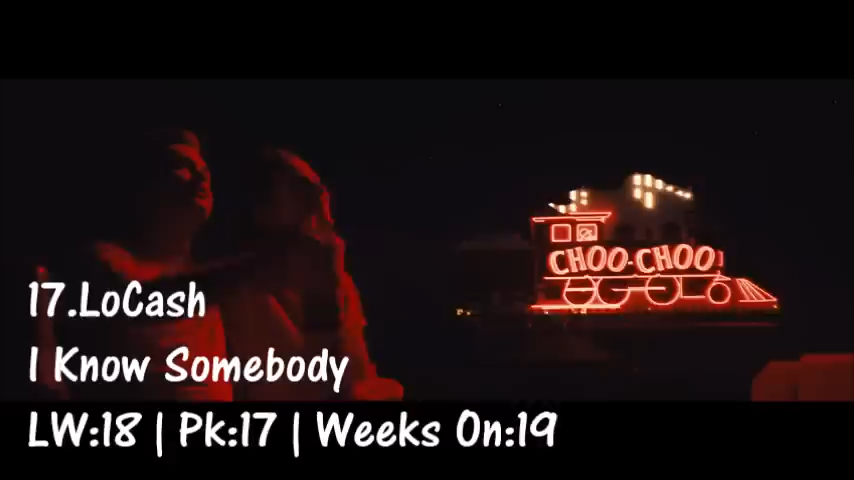 CHOO-CHOO
17.LoCash
I Know Somebody
LW:18 | Pk:17 | Weeks On:19